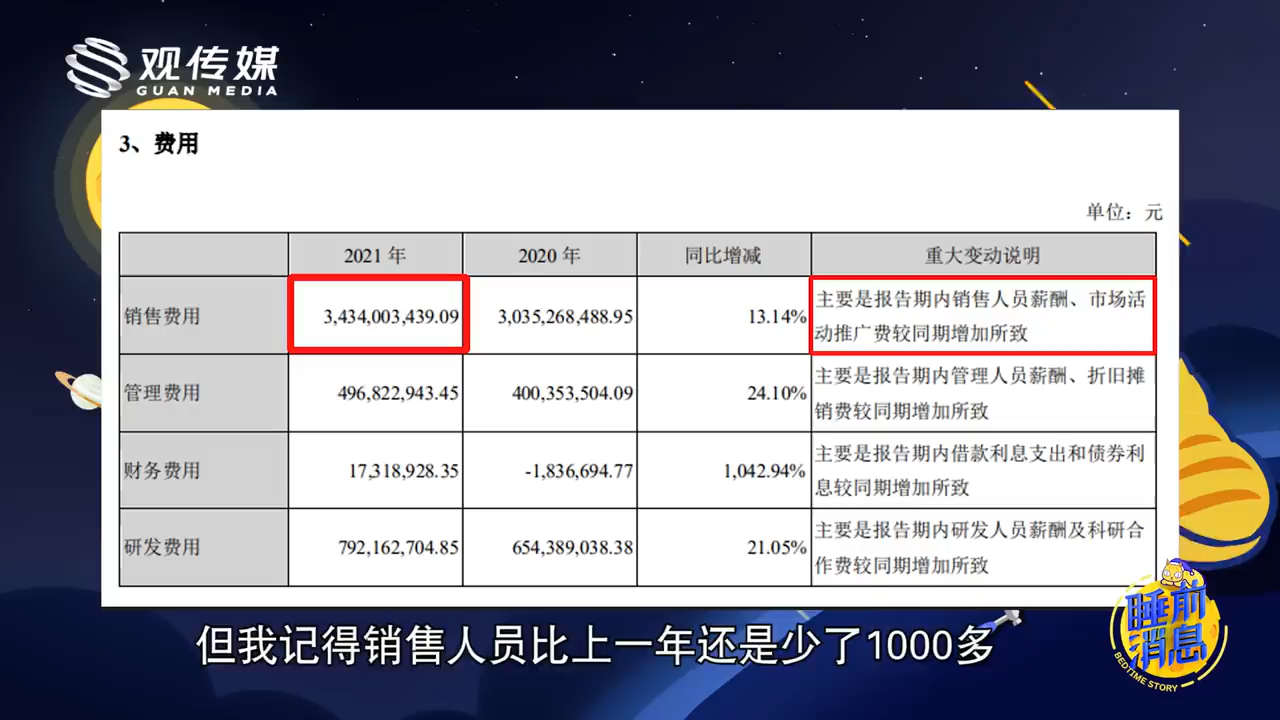 观传媒
GUAN MEDIA
3、费用
单位：元
2021 年 2020 年 同比增减 重大变动说明
销售费用 3,434,003,439.09 3,035,268,488.95 13.14% 主要是报告期内销售人员薪酬、市场活
动推广费较同期增加所致
管理费用 496,822,943.45 400,353,504.09 24.10% 主要是报告期内管理人员薪酬、折旧摊
销费较同期增加所致
财务费用 17,318,928.35 -1,836,694.77 1,042.94% 主要是报告期内借款利息支出和债券利
息较同期增加所致
研发费用 792,162,704.85 654,389,038.38 21.05% 主要是报告期内研发人员薪酬及科研合
作费较同期增加所致
但我记得销售人员比上一年还是少了1000多
睡前
消息
BEDTIME STORY